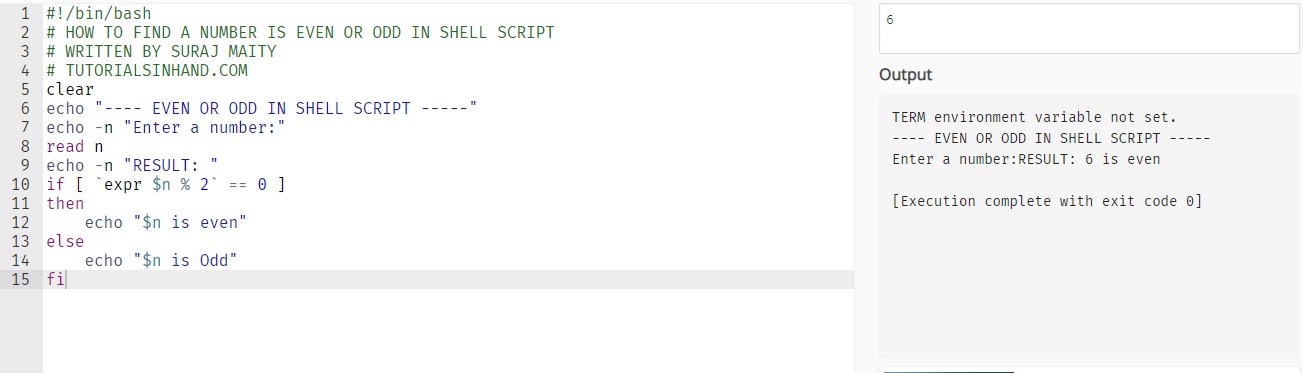 1 #!/bin/bash
2 # HOW TO FIND A NUMBER IS EVEN OR ODD IN SHELL SCRIPT
3 # WRITTEN BY SURAJ MAITY
4 # TUTORIALSINHAND.COM
5 clear
6 echo "---- EVEN OR ODD IN SHELL SCRIPT -----"
7 echo -n "Enter a number:"
8 read n
9 echo -n "RESULT: "
10 if [ `expr $n % 2` == 0 ]
11 then
12     echo "$n is even"
13 else
14     echo "$n is Odd"
15 fi
6
Output
TERM environment variable not set.
---- EVEN OR ODD IN SHELL SCRIPT -----
Enter a number:RESULT: 6 is even
[Execution complete with exit code 0]